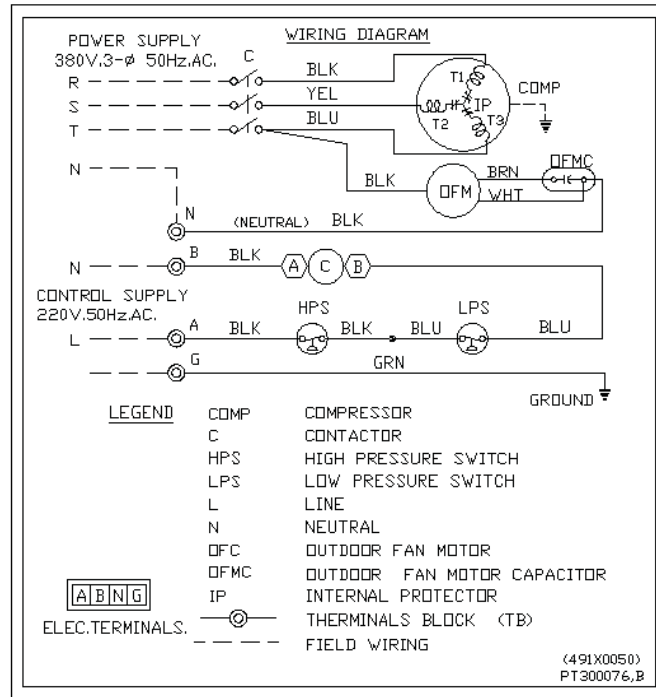 WIRING DIAGRAM
POWER SUPPLY
380V.3-ø 50Hz.AC.
C
R
BLK
S
YEL
T
BLU
T1
IP
T2
T3
COMP
BLK
OFM
BRN
WHT
OFMC
N
N
(NEUTRAL) BLK
N
B
BLK
A C B
CONTROL SUPPLY
220V.50Hz.AC.
HPS
LPS
L
A
BLK
BLK
BLU
BLU
G
GRN
GROUND
LEGEND
COMP COMPRESSOR
C CONTACTOR
HPS HIGH PRESSURE SWITCH
LPS LOW PRESSURE SWITCH
L LINE
N NEUTRAL
OFC OUTDOOR FAN MOTOR
OFMC OUTDOOR FAN MOTOR CAPACITOR
IP INTERNAL PROTECTOR
THERMINALS BLOCK (TB)
FIELD WIRING
A B N G
ELEC.TERMINALS.
(491X0050)
PT300076,B